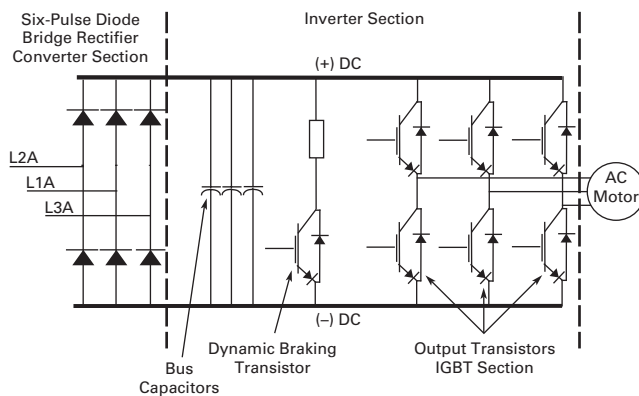 Six-Pulse Diode
Bridge Rectifier
Converter Section
Inverter Section
(+) DC
L2A
L1A
L3A
AC
Motor
(–) DC
Bus
Capacitors
Dynamic Braking
Transistor
Output Transistors
IGBT Section